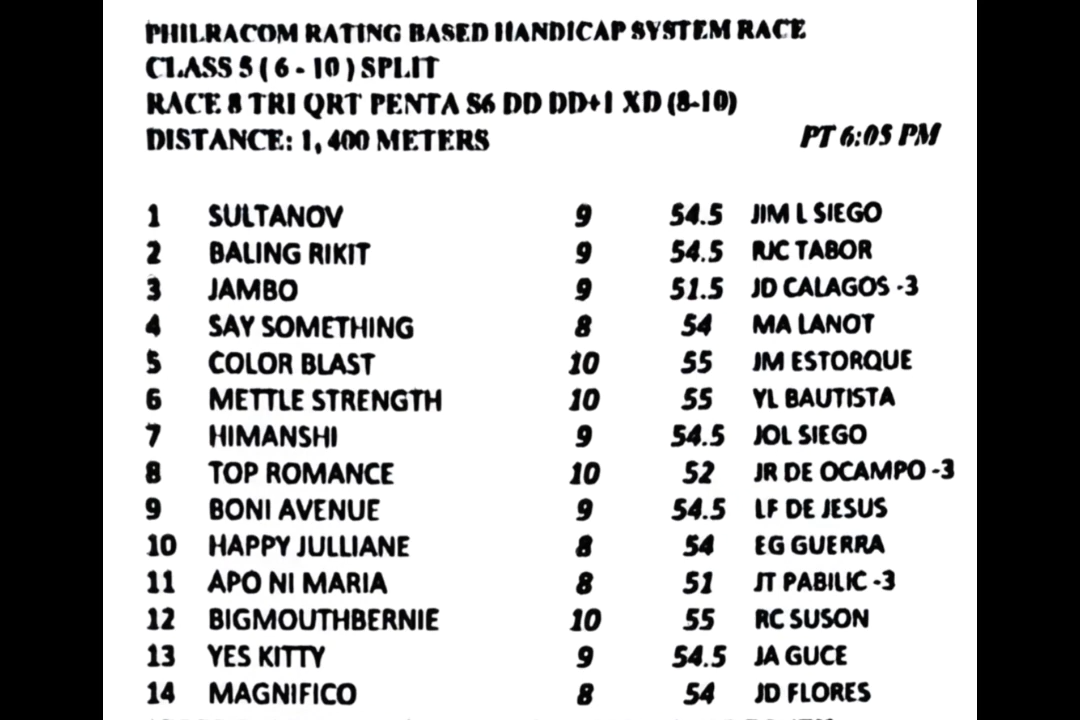 PHILRACOM RATING BASED HANDICAP SYSTEM RACE
CLASS 5 ( 6 - 10 ) SPLIT
RACE 8 TRI QRT PENTA S6 DD DD+1 XD (8-10)
DISTANCE: 1, 400 METERS PT 6:05 PM
1 SULTANOV 9 54.5 JIM L SIEGO
2 BALING RIKIT 9 54.5 RJC TABOR
3 JAMBO 9 51.5 JD CALAGOS -3
4 SAY SOMETHING 8 54 MA LANOT
5 COLOR BLAST 10 55 JM ESTORQUE
6 METTLE STRENGTH 10 55 YL BAUTISTA
7 HIMANSHI 9 54.5 JOL SIEGO
8 TOP ROMANCE 10 52 JR DE OCAMPO -3
9 BONI AVENUE 9 54.5 LF DE JESUS
10 HAPPY JULLIANE 8 54 EG GUERRA
11 APO NI MARIA 8 51 JT PABILIC -3
12 BIGMOUTHBERNIE 10 55 RC SUSON
13 YES KITTY 9 54.5 JA GUCE
14 MAGNIFICO 8 54 JD FLORES